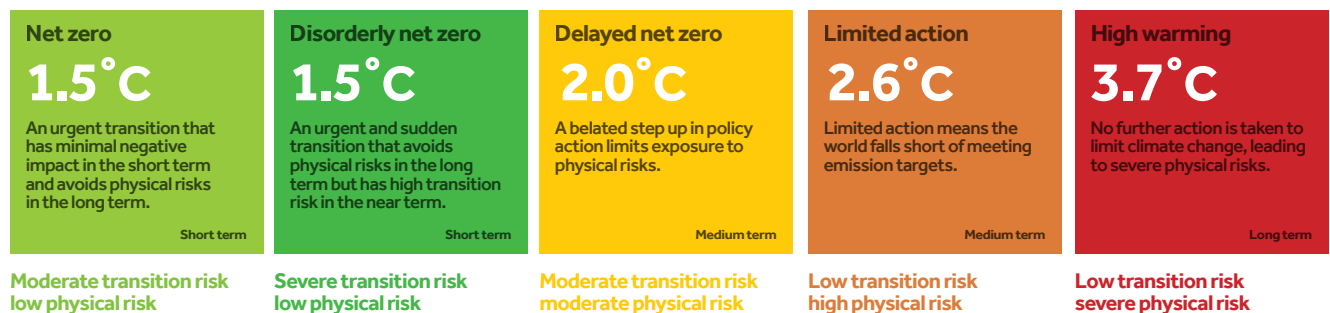 Net zero
1.5°C
An urgent transition that
has minimal negative
impact in the short term
and avoids physical risks
in the long term.
Short term
Moderate transition risk
low physical risk
Disorderly net zero
1.5°C
An urgent and sudden
transition that avoids
physical risks in the long
term but has high transition
risk in the near term.
Short term
Severe transition risk
low physical risk
Delayed net zero
2.0°C
A belated step up in policy
action limits exposure to
physical risks.
Medium term
Moderate transition risk
moderate physical risk
Limited action
2.6°C
Limited action means the
world falls short of meeting
emission targets.
Medium term
Low transition risk
high physical risk
High warming
3.7°C
No further action is taken to
limit climate change, leading
to severe physical risks.
Long term
Low transition risk
severe physical risk